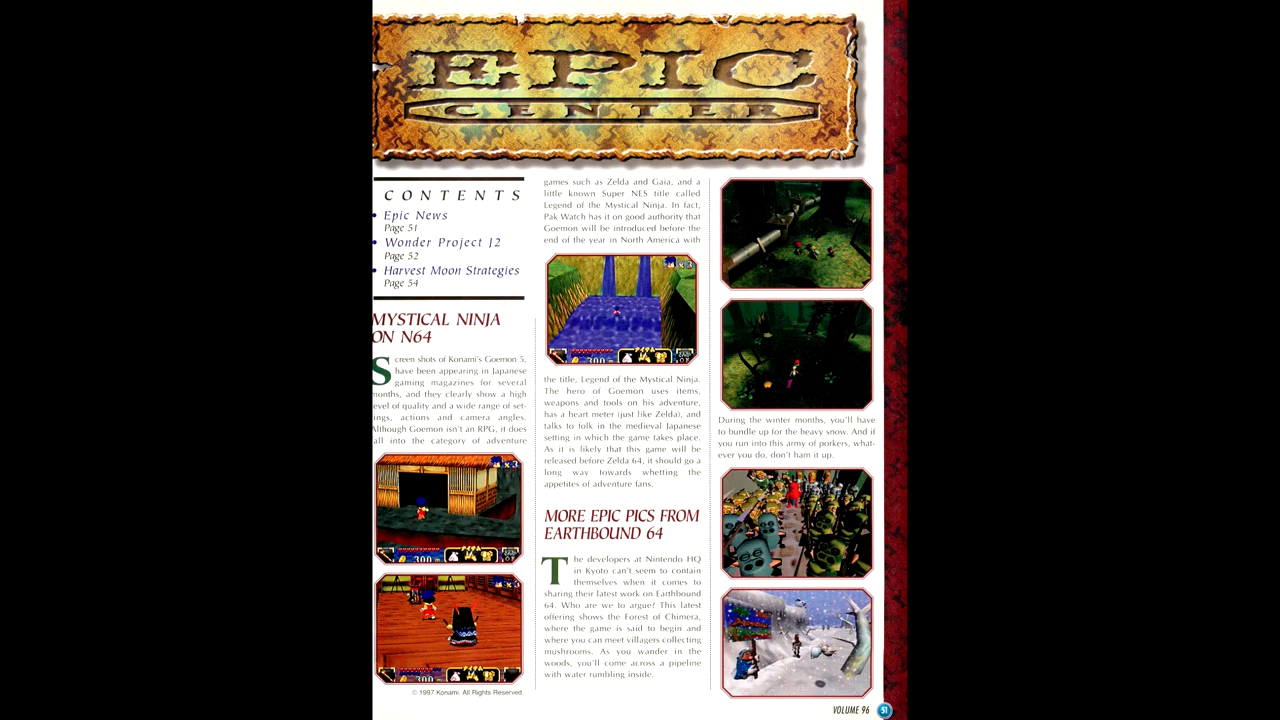 EPIC
CENTER
CONTENTS
• Epic News
Page 51
• Wonder Project J2
Page 52
• Harvest Moon Strategies
Page 54
MYSTICAL NINJA
ON N64
Screen shots of Konami's Goemon 5,
have been appearing in Japanese
gaming magazines for several
months, and they clearly show a high
level of quality and a wide range of set-
ings, actions and camera angles.
Although Goemon isn't an RPG, it does
all into the category of adventure
x3
300
x3
300
© 1997 Konami. All Rights Reserved.
games such as Zelda and Gaia, and a
little known Super NES title called
Legend of the Mystical Ninja. In fact,
Pak Watch has it on good authority that
Goemon will be introduced before the
end of the year in North America with
x3
アイテム
300
the title, Legend of the Mystical Ninja.
The hero of Goemon uses items,
weapons and tools on his adventure,
has a heart meter (just like Zelda), and
talks to folk in the medieval Japanese
setting in which the game takes place.
As it is likely that this game will be
released before Zelda 64, it should go a
long way towards whetting the
appetites of adventure fans.
MORE EPIC PICS FROM
EARTHBOUND 64
The developers at Nintendo HQ
in Kyoto can't seem to contain
themselves when it comes to
sharing their latest work on Earthbound
64. Who are we to argue? This latest
offering shows the Forest of Chimera,
where the game is said to begin and
where you can meet villagers collecting
mushrooms. As you wander in the
woods, you'll come across a pipeline
with water rumbling inside.
During the winter months, you'll have
to bundle up for the heavy snow. And if
you run into this army of porkers, what-
ever you do, don't ham it up.
VOLUME 96 51